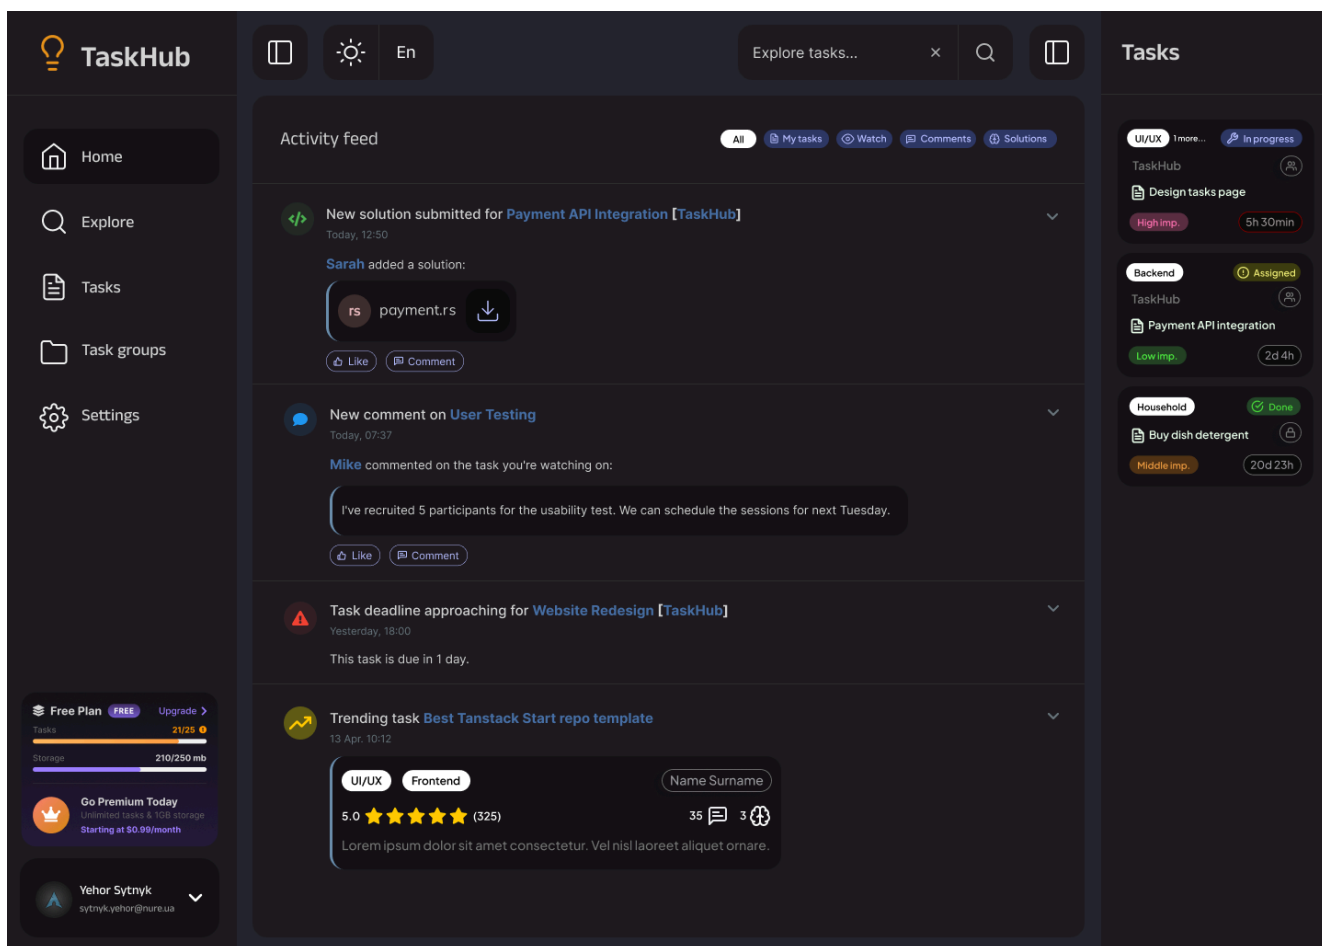 TaskHub
Home
Explore
Tasks
Task groups
Settings
Free Plan FREE Upgrade
Tasks 21/25
Storage 210/250 mb
Go Premium Today
Unlimited tasks & 1GB storage
Starting at $0.99/month
Yehor Sytnyk
sytnyk.yehor@nure.ua
En
Explore tasks...
Activity feed
All My tasks Watch Comments Solutions
New solution submitted for Payment API Integration [TaskHub]
Today, 12:50
Sarah added a solution:
rs payment.rs
Like Comment
New comment on User Testing
Today, 07:37
Mike commented on the task you're watching on:
I've recruited 5 participants for the usability test. We can schedule the sessions for next Tuesday.
Like Comment
Task deadline approaching for Website Redesign [TaskHub]
Yesterday, 18:00
This task is due in 1 day.
Trending task Best Tanstack Start repo template
13 Apr. 10:12
UI/UX Frontend Name Surname
5.0 (325) 35 3
Lorem ipsum dolor sit amet consectetur. Vel nisl laoreet aliquet ornare.
Tasks
UI/UX 1 more... In progress
TaskHub
Design tasks page
High imp. 5h 30min
Backend Assigned
TaskHub
Payment API integration
Low imp. 2d 4h
Household Done
Buy dish detergent
Middle imp. 20d 23h